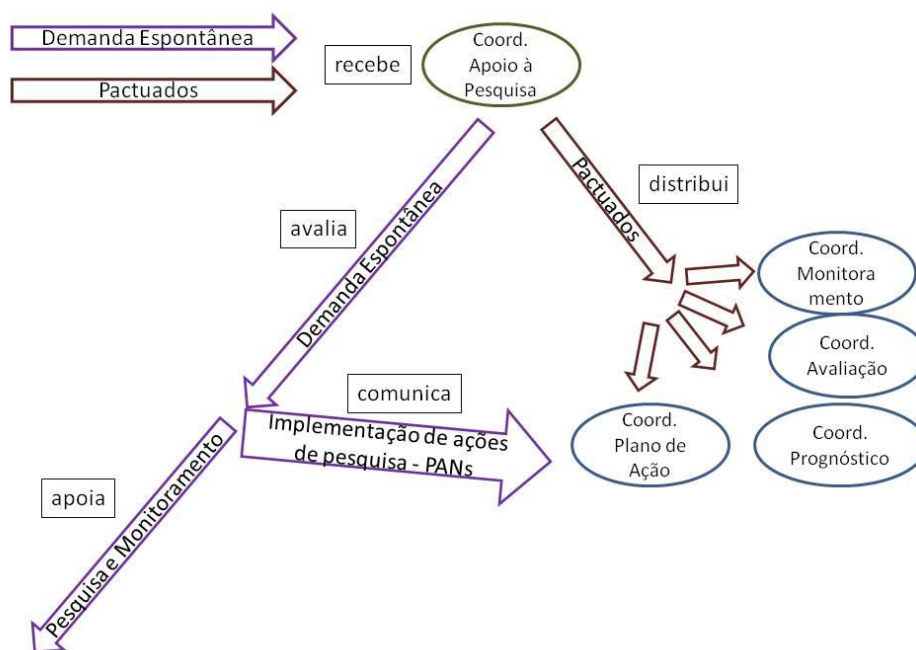 Demanda Espontânea
Pactuados
recebe
Coord.
Apoio à
Pesquisa
avalia
Demanda Espontânea
Pactuados
distribui
Coord.
Monitora
mento
Coord.
Avaliação
Coord.
Prognóstico
Coord.
Plano de
Ação
comunica
Implementação de ações
de pesquisa - PANs
apoia
Pesquisa e Monitoramento